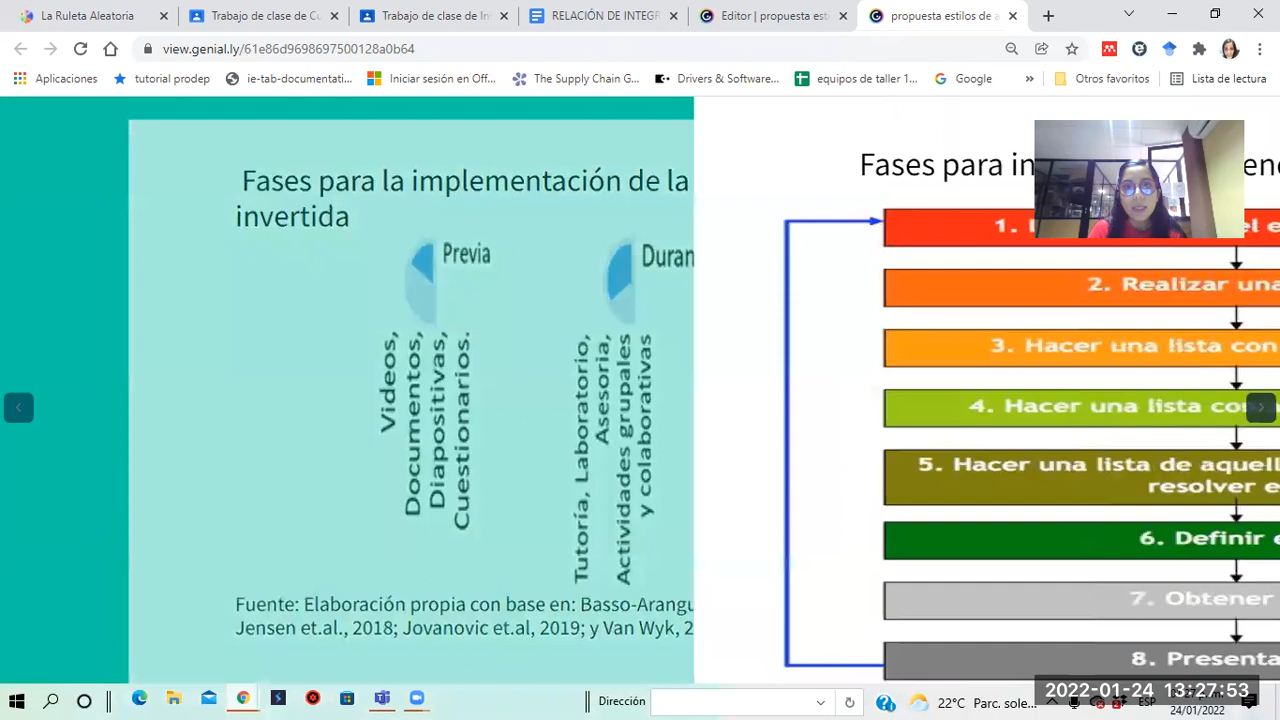 La Ruleta Aleatoria
Trabajo de clase de Cu
Trabajo de clase de In
RELACIÓN DE INTEGR
Editor | propuesta esti
propuesta estilos de a
view.genial.ly/61e86d9698697500128a0b64
Aplicaciones
tutorial prodep
ie-tab-documentati...
Iniciar sesión en Off...
The Supply Chain G...
Drivers & Software...
equipos de taller 1...
Google
»
Otros favoritos
Lista de lectura
Fases para la implementación de la
invertida
Previa
Duran
Videos,
Documentos,
Diapositivas,
Cuestionarios.
Tutoría, Laboratorio,
Asesoria,
Actividades grupales
y colaborativas
Fuente: Elaboración propia con base en: Basso-Arangu
Jensen et.al., 2018; Jovanovic et.al, 2019; y Van Wyk, 2
Fases para
1.
2. Realizar una
3. Hacer una lista con
4. Hacer una lista con
5. Hacer una lista de aquell
resolver e
6. Definir e
7. Obtener
8. Presenta
Dirección
22°C Parc. sole...
ESP
2022-01-24 13:27:53
24/01/2022